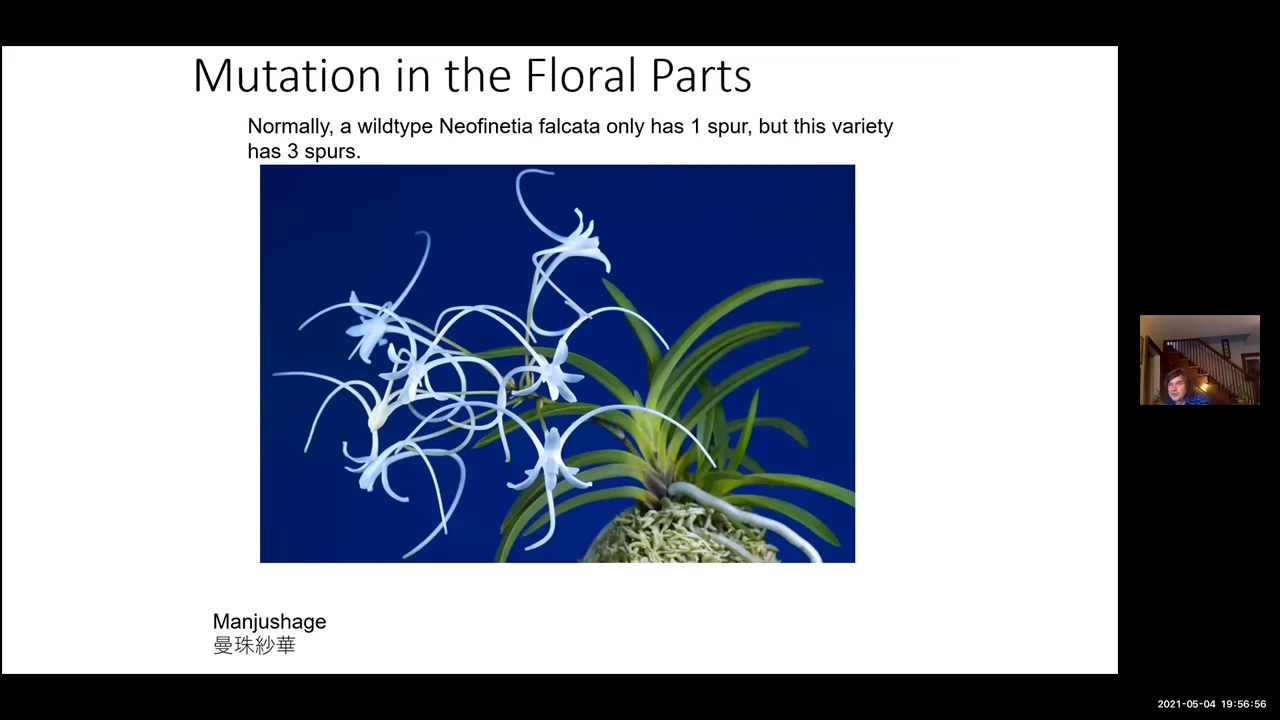 Mutation in the Floral Parts
Normally, a wildtype Neofinetia falcata only has 1 spur, but this variety
has 3 spurs.
Manjushage
曼珠紗華
2021-05-04 19:56:56